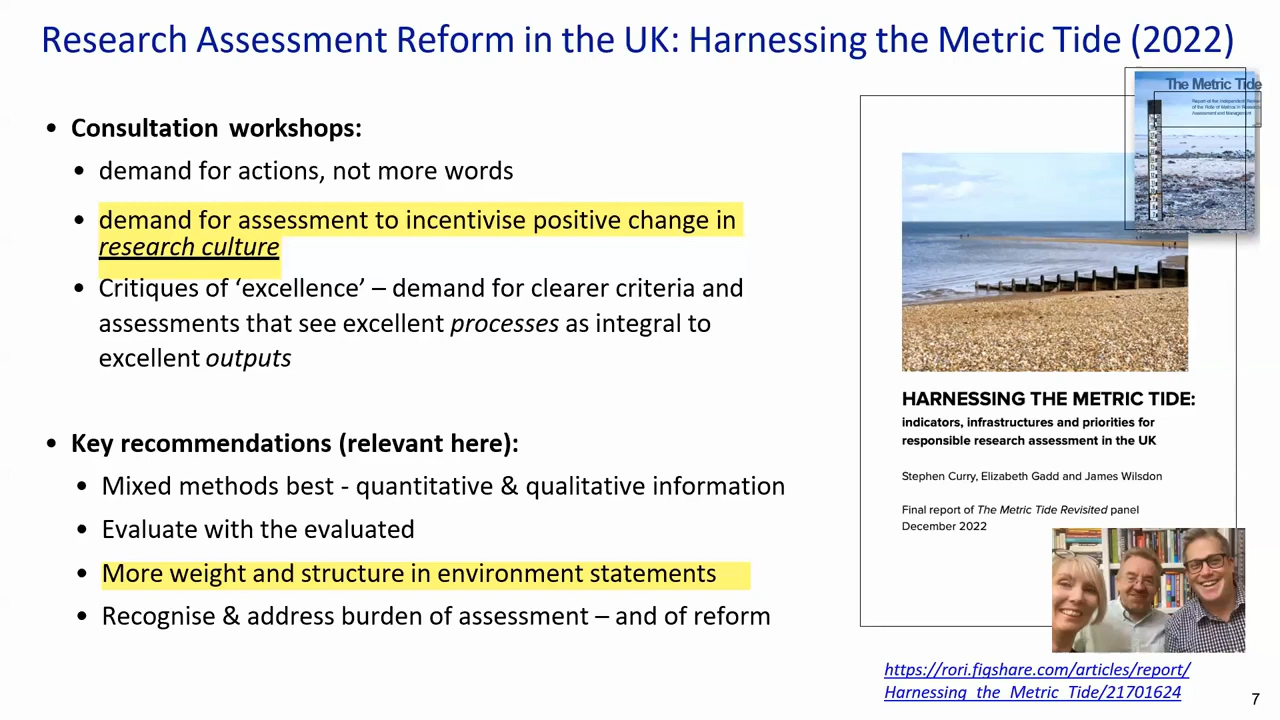 Research Assessment Reform in the UK: Harnessing the Metric Tide (2022)
• Consultation workshops:
• demand for actions, not more words
• demand for assessment to incentivise positive change in
research culture
• Critiques of ‘excellence’ – demand for clearer criteria and
assessments that see excellent processes as integral to
excellent outputs
• Key recommendations (relevant here):
• Mixed methods best - quantitative & qualitative information
• Evaluate with the evaluated
• More weight and structure in environment statements
• Recognise & address burden of assessment – and of reform
The Metric Tide
HARNESSING THE METRIC TIDE:
indicators, infrastructures and priorities for
responsible research assessment in the UK
Stephen Curry, Elizabeth Gadd and James Wilsdon
Final report of The Metric Tide Revisited panel
December 2022
https://rori.figshare.com/articles/report/
Harnessing_the_Metric_Tide/21701624
7